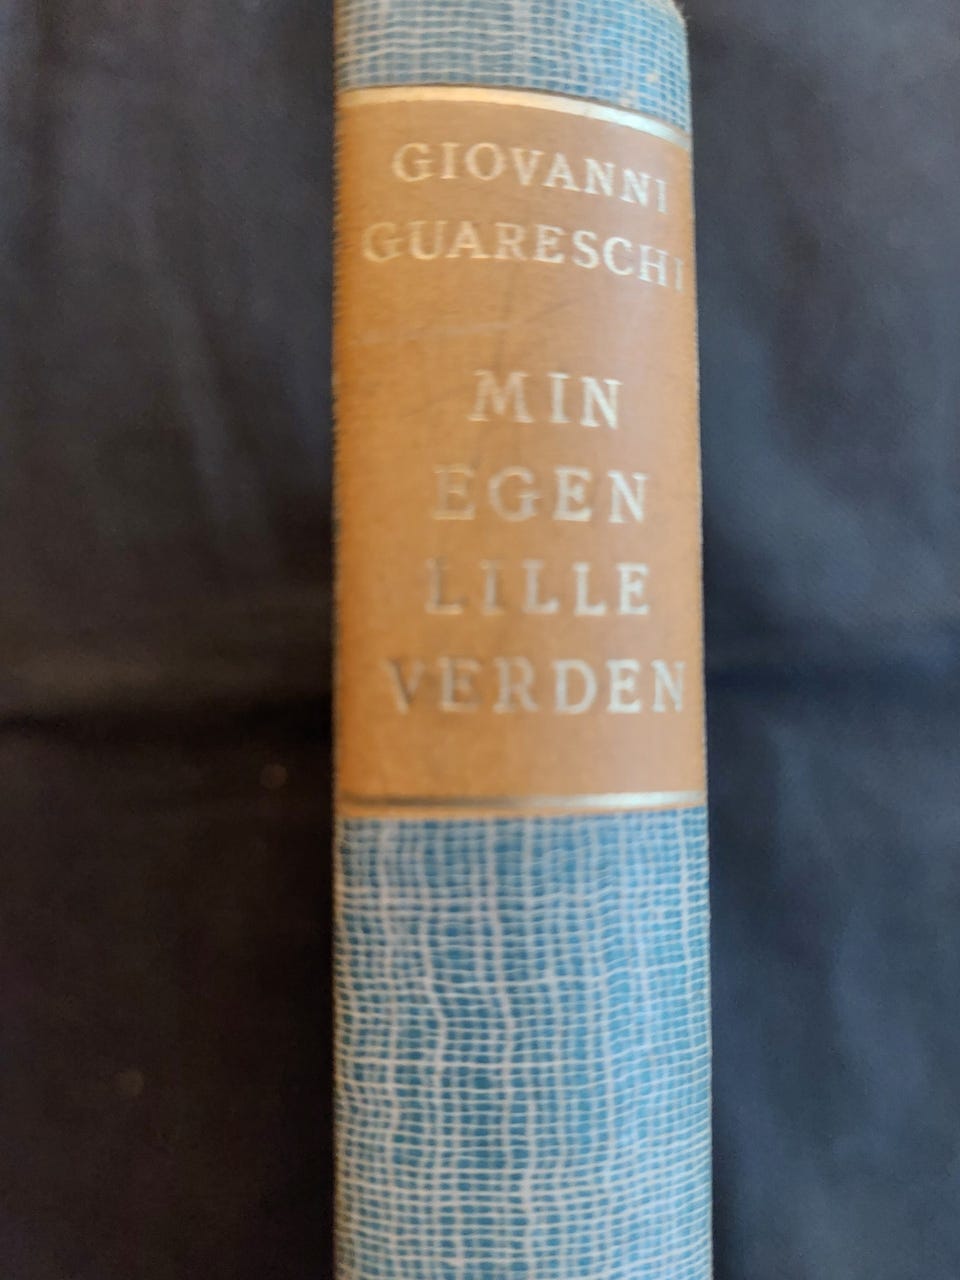 GIOVANNI
GUARESCHI
MIN
EGEN
LILLE
VERDEN